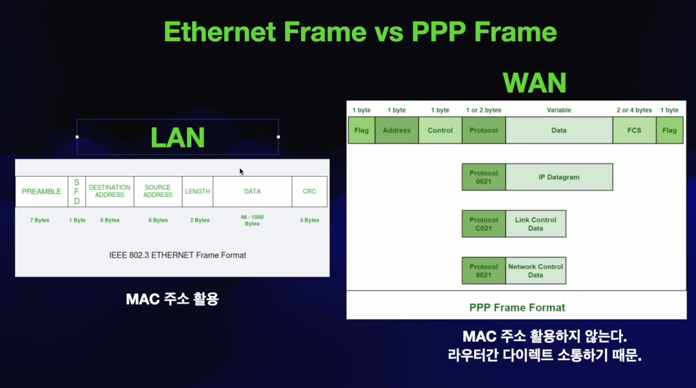 Ethernet Frame vs PPP Frame
LAN
PREAMBLE
S
F
D
DESTINATION
ADDRESS
SOURCE
ADDRESS
LENGTH
DATA
CRC
7 Bytes
1 Byte
6 Bytes
6 Bytes
2 Bytes
46 - 1500
Bytes
4 Bytes
IEEE 802.3 ETHERNET Frame Format
MAC 주소 활용
WAN
1 byte
1 byte
1 byte
1 or 2 bytes
Variable
2 or 4 bytes
1 byte
Flag
Address
Control
Protocol
Data
FCS
Flag
Protocol
0021
IP Datagram
Protocol
C021
Link Control
Data
Protocol
8021
Network Control
Data
PPP Frame Format
MAC 주소 활용하지 않는다.
라우터간 다이렉트 소통하기 때문.